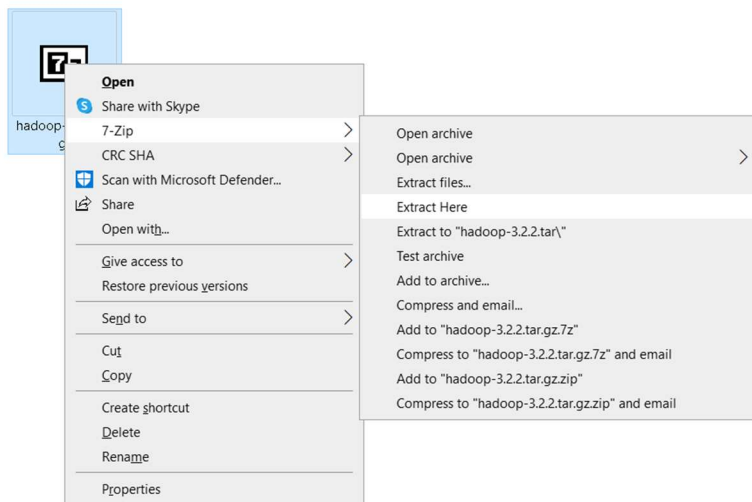 7z
hadoop-
g
Open
Share with Skype
7-Zip
CRC SHA
Scan with Microsoft Defender...
Share
Open with...
Give access to
Restore previous versions
Send to
Cut
Copy
Create shortcut
Delete
Rename
Properties
Open archive
Open archive
Extract files...
Extract Here
Extract to "hadoop-3.2.2.tar\"
Test archive
Add to archive...
Compress and email...
Add to "hadoop-3.2.2.tar.gz.7z"
Compress to "hadoop-3.2.2.tar.gz.7z" and email
Add to "hadoop-3.2.2.tar.gz.zip"
Compress to "hadoop-3.2.2.tar.gz.zip" and email